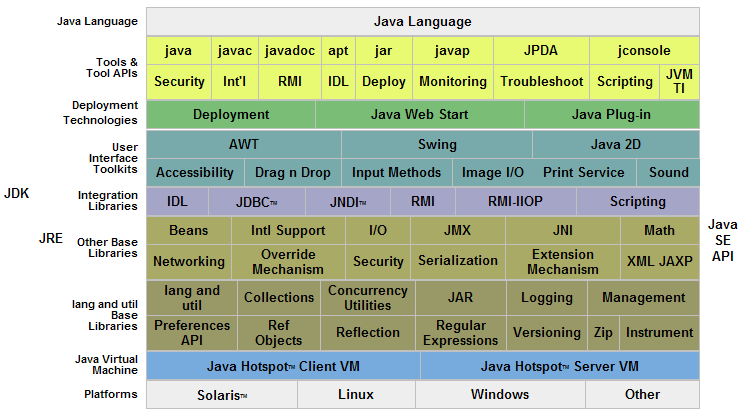 Java Language
Java Language
Tools &
Tool APIs
java javac javadoc apt jar javap JPDA jconsole
Security Int'l RMI IDL Deploy Monitoring Troubleshoot Scripting JVM TI
Deployment
Technologies
Deployment Java Web Start Java Plug-in
User
Interface
Toolkits
AWT Swing Java 2D
Accessibility Drag n Drop Input Methods Image I/O Print Service Sound
JDK
Integration
Libraries
IDL JDBC™ JNDI™ RMI RMI-IIOP Scripting
JRE
Other Base
Libraries
Beans Intl Support I/O JMX JNI Math
Networking Override Mechanism Security Serialization Extension Mechanism XML JAXP
Java
SE
API
lang and util
Base
Libraries
lang and util Collections Concurrency Utilities JAR Logging Management
Preferences API Ref Objects Reflection Regular Expressions Versioning Zip Instrument
Java Virtual
Machine
Java Hotspot™ Client VM Java Hotspot™ Server VM
Platforms
Solaris™ Linux Windows Other